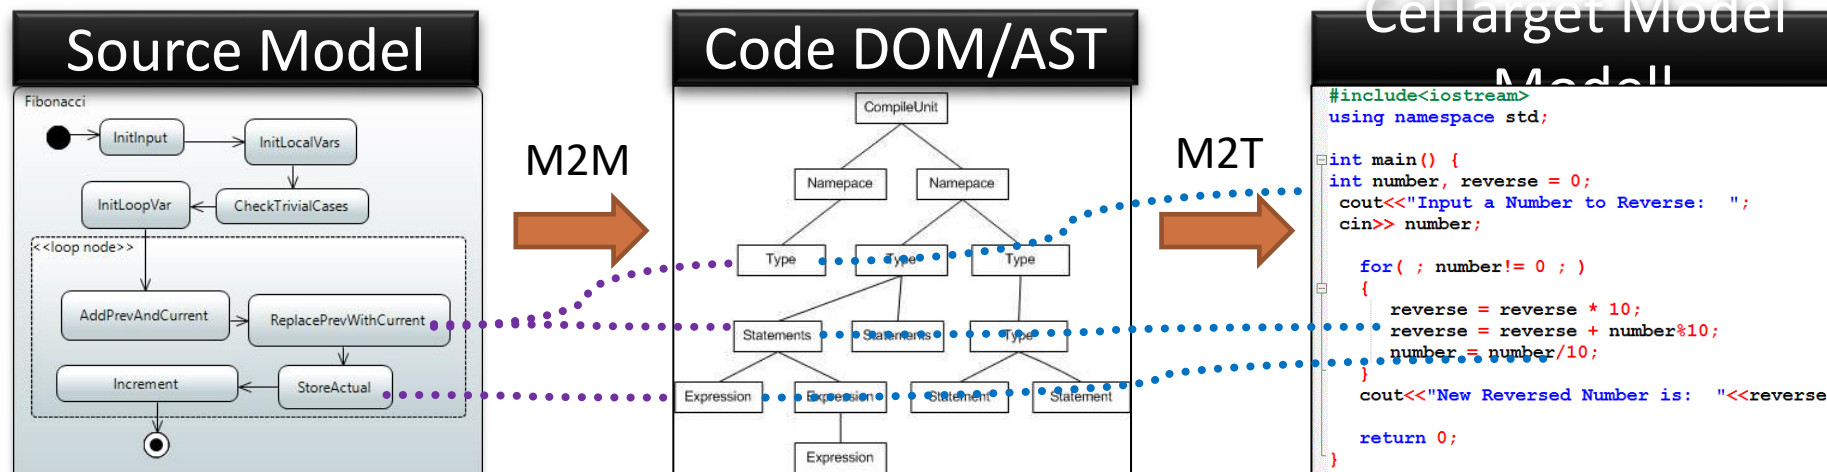 Source Model
Fibonacci
InitInput
InitLocalVars
InitLoopVar
CheckTrivialCases
<<loop node>>
AddPrevAndCurrent
ReplacePrevWithCurrent
Increment
StoreActual
M2M
Code DOM/AST
CompileUnit
Namepace
Namepace
Type
Type
Type
Statements
Statements
Type
Expression
Expression
Statement
Statement
Expression
M2T
CélTarget Model
Modell
#include<iostream>
using namespace std;
int main() {
int number, reverse = 0;
cout<<"Input a Number to Reverse:  ";
cin>> number;
for( ; number!= 0 ; )
{
reverse = reverse * 10;
reverse = reverse + number%10;
number = number/10;
}
cout<<"New Reversed Number is:  "<<reverse
return 0;
}